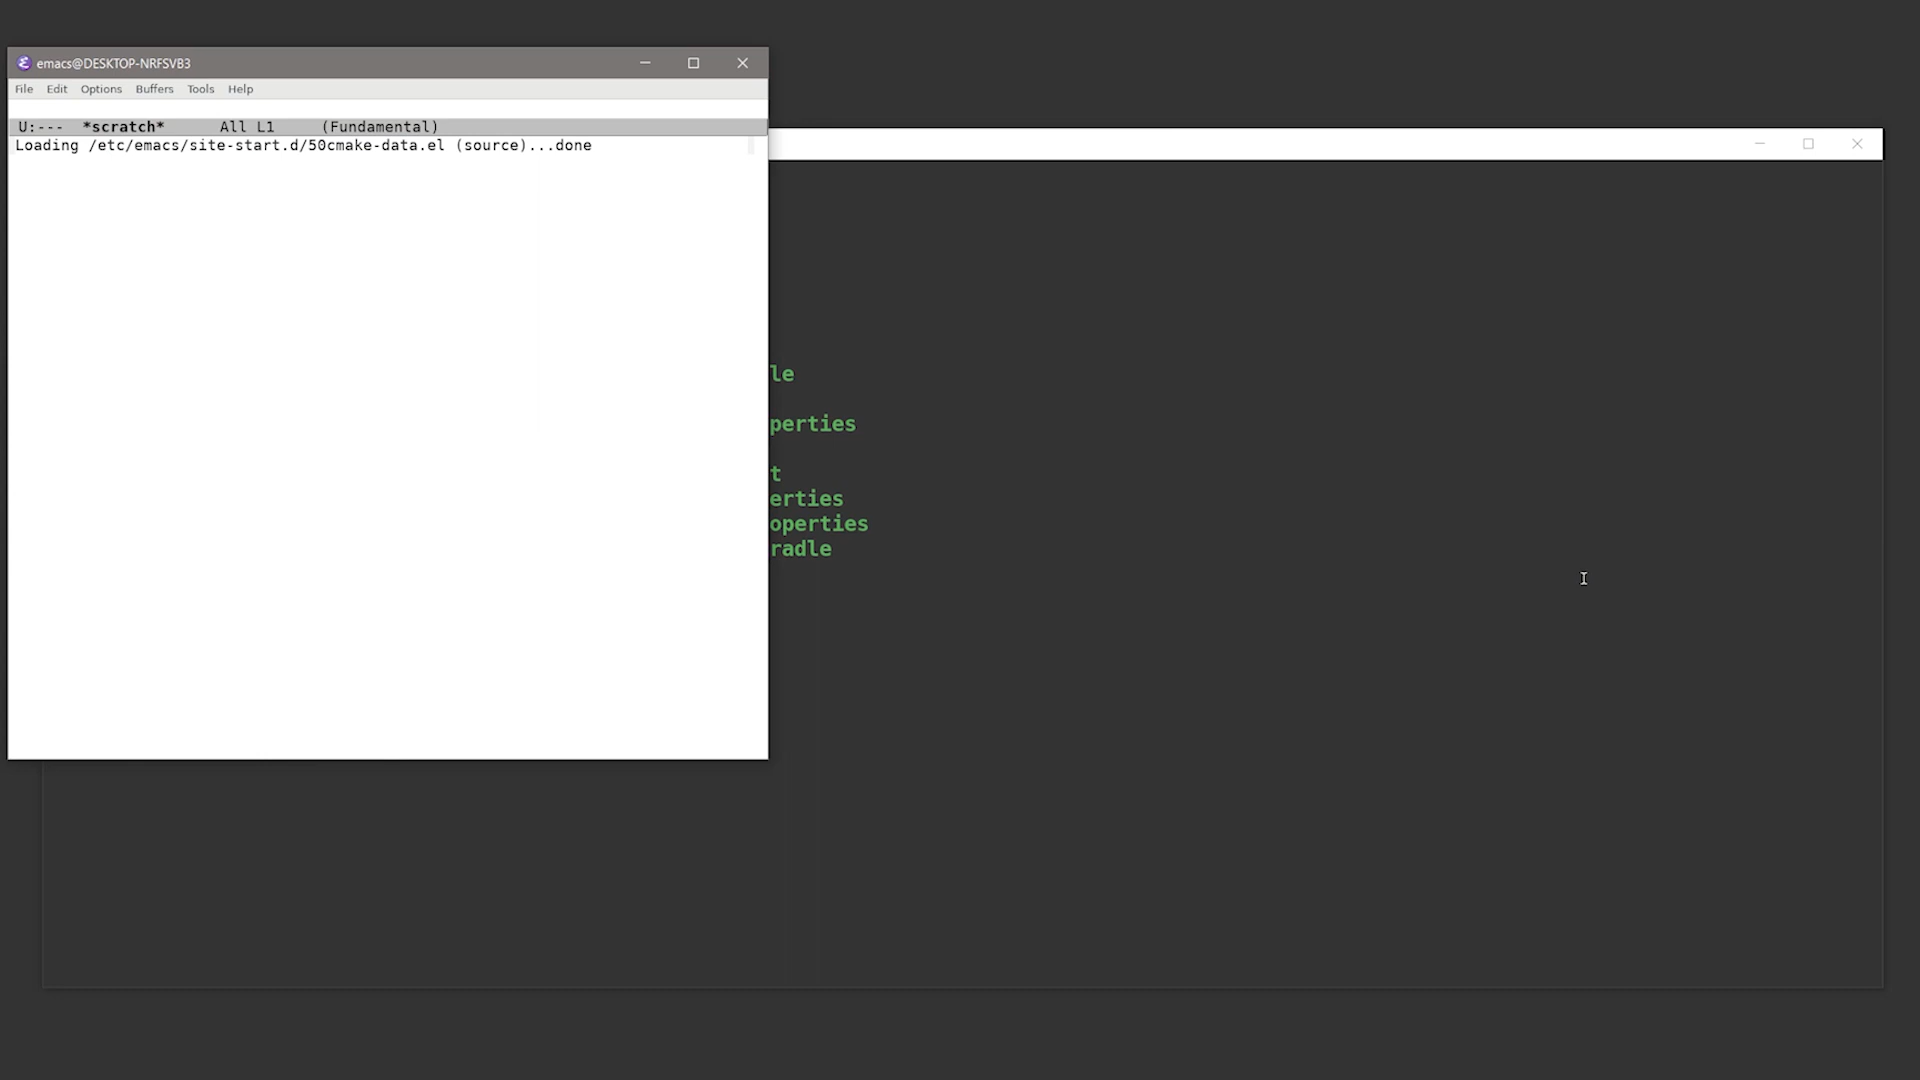 emacs@DESKTOP-NRFSVB3
File Edit Options Buffers Tools Help
U:--- *scratch* All L1 (Fundamental)
Loading /etc/emacs/site-start.d/50cmake-data.el (source)...done
le
perties
t
erties
operties
radle